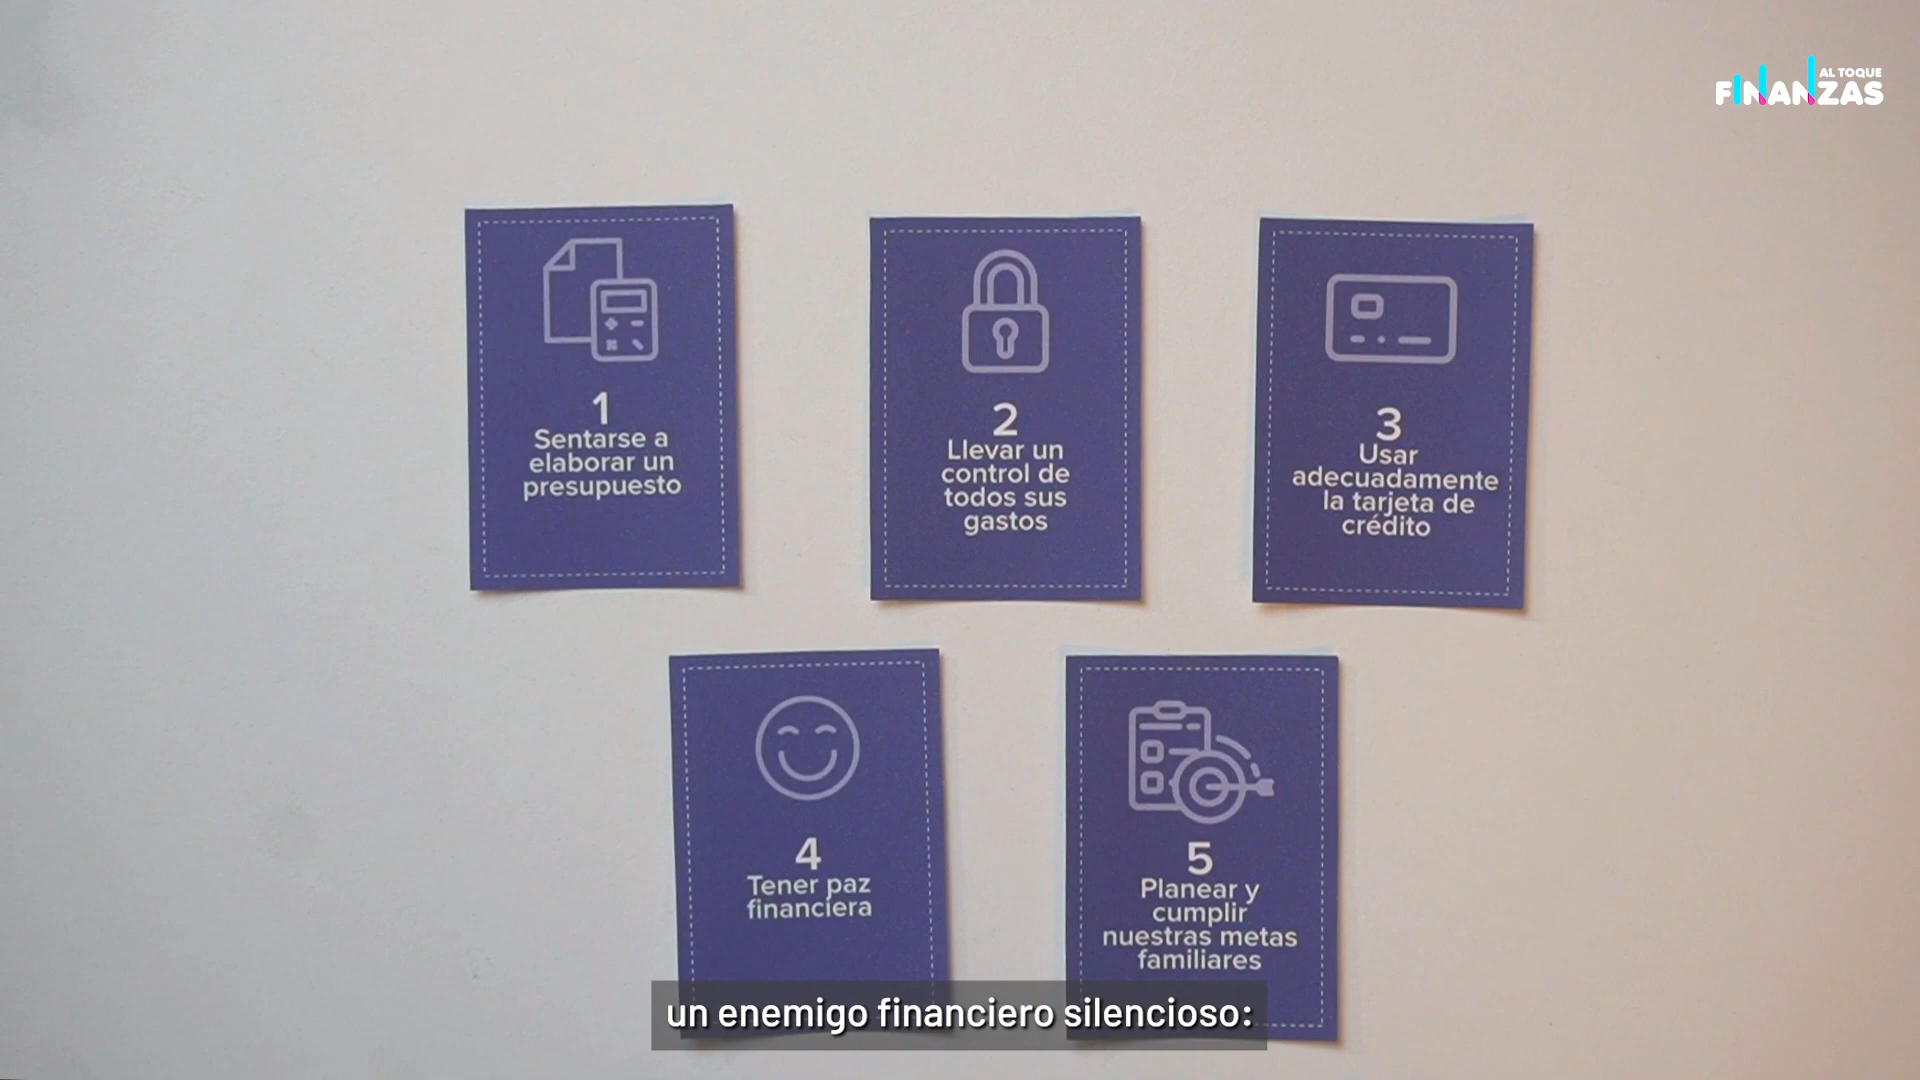 AL TOQUE
FINANZAS
1
Sentarse a
elaborar un
presupuesto
2
Llevar un
control de
todos sus
gastos
3
Usar
adecuadamente
la tarjeta de
crédito
4
Tener paz
financiera
5
Planear y
cumplir
nuestras metas
familiares
un enemigo financiero silencioso: